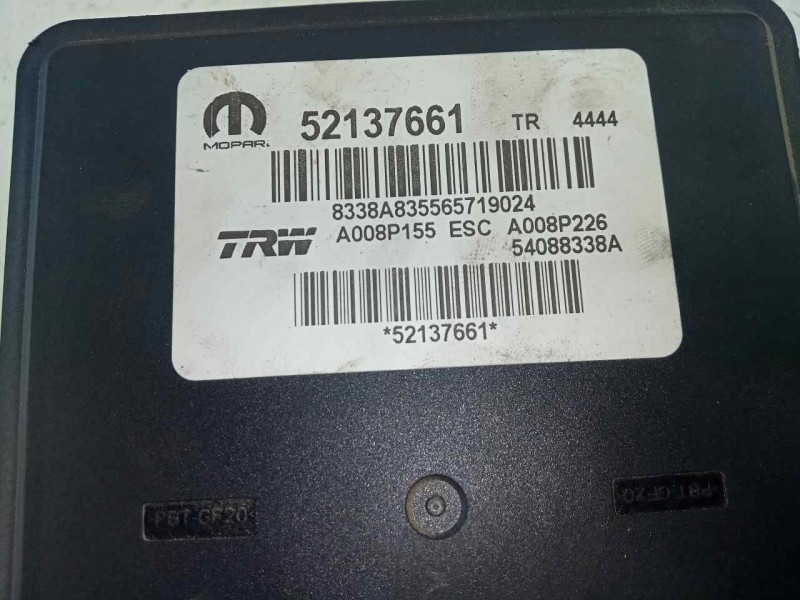 52137661 TR 4444
MOPAR
8338A835565719024
TRW A008P155 ESC A008P226
54088338A
*52137661*
PBT-GF20
PBT-GF20